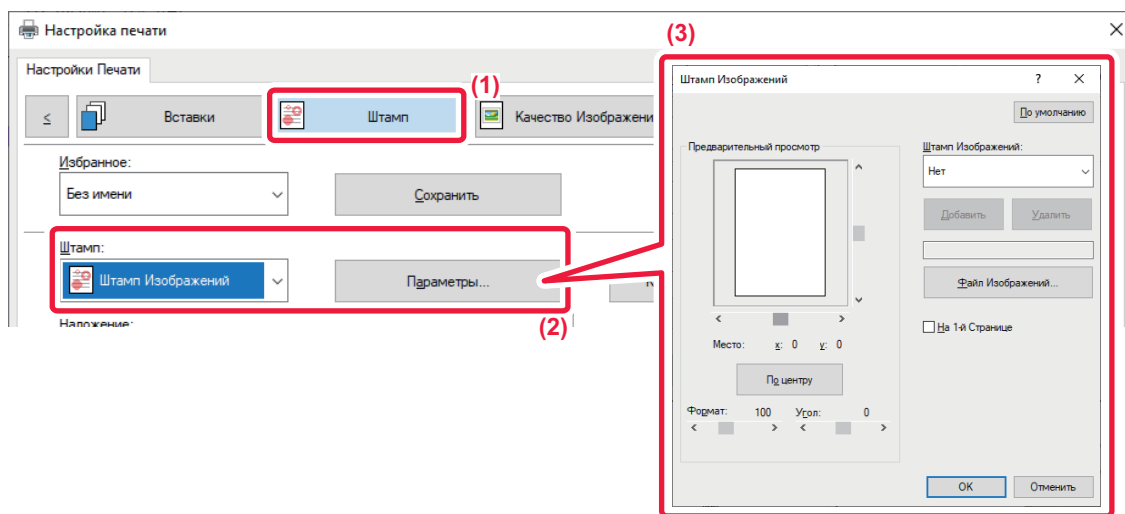 Настройка печати
Настройки Печати
(1)
≤ Вставки Штамп Качество Изображени
Избранное:
Без имени Сохранить
Штамп:
Штамп Изображений Параметры...
(2)
Наложение:
(3)
Штамп Изображений ? ×
По умолчанию
Предварительный просмотр
Место: x: 0 y: 0
По центру
Формат: 100 Угол: 0
Штамп Изображений:
Нет
Добавить Удалить
Файл Изображений...
На 1-й Странице
OK Отменить